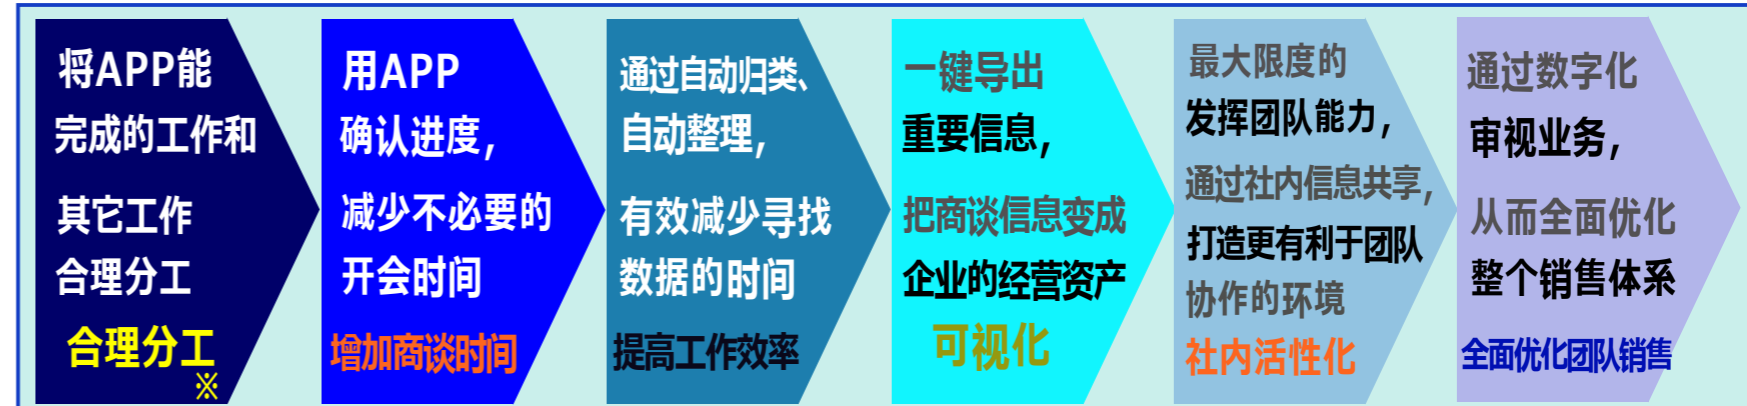 将APP能
完成的工作和
其它工作
合理分工
合理分工
※
用APP
确认进度，
减少不必要的
开会时间
增加商谈时间
通过自动归类、
自动整理，
有效减少寻找
数据的时间
提高工作效率
一键导出
重要信息，
把商谈信息变成
企业的经营资产
可视化
最大限度的
发挥团队能力，
通过社内信息共享，
打造更有利于团队
协作的环境
社内活性化
通过数字化
审视业务，
从而全面优化
整个销售体系
全面优化团队销售